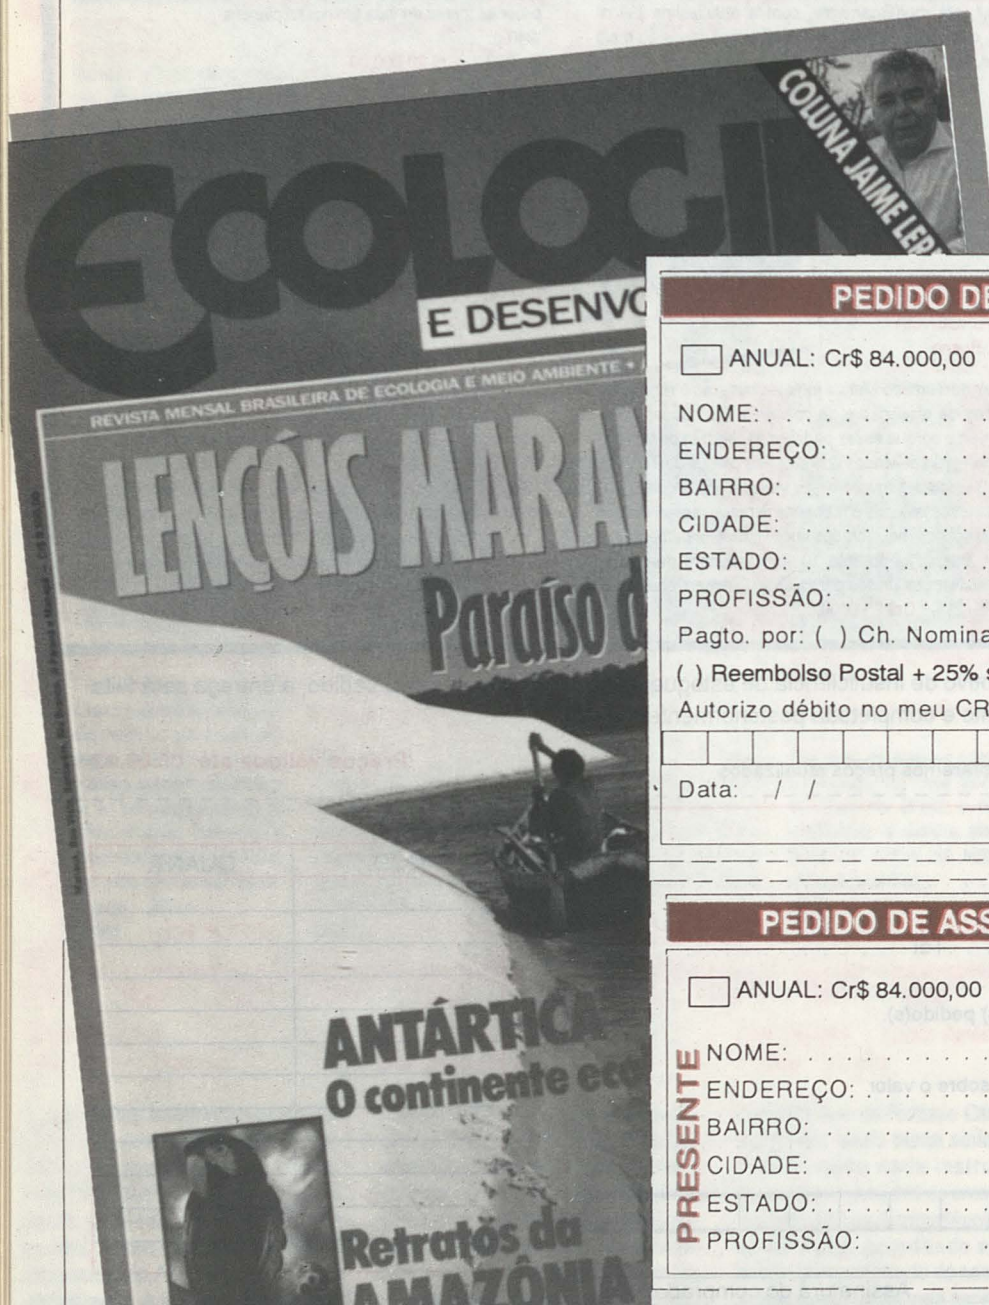 COLUNA JAIME LER
ECOLOGI
E DESENVO
REVISTA MENSAL BRASILEIRA DE ECOLOGIA E MEIO AMBIENTE •
LENÇÓIS MARAN
Paraíso d
ANTÁRTICA
O continente eco
Retratos da
AMAZÔNIA
PEDIDO DE
ANUAL: Cr$ 84.000,00
NOME:
ENDEREÇO:
BAIRRO:
CIDADE:
ESTADO:
PROFISSÃO:
Pagto. por: ( ) Ch. Nomina
( ) Reembolso Postal + 25% s
Autorizo débito no meu CR
Data: / /
PEDIDO DE ASS
ANUAL: Cr$ 84.000,00
PRESENTE
NOME:
ENDEREÇO:
BAIRRO:
CIDADE:
ESTADO:
PROFISSÃO: